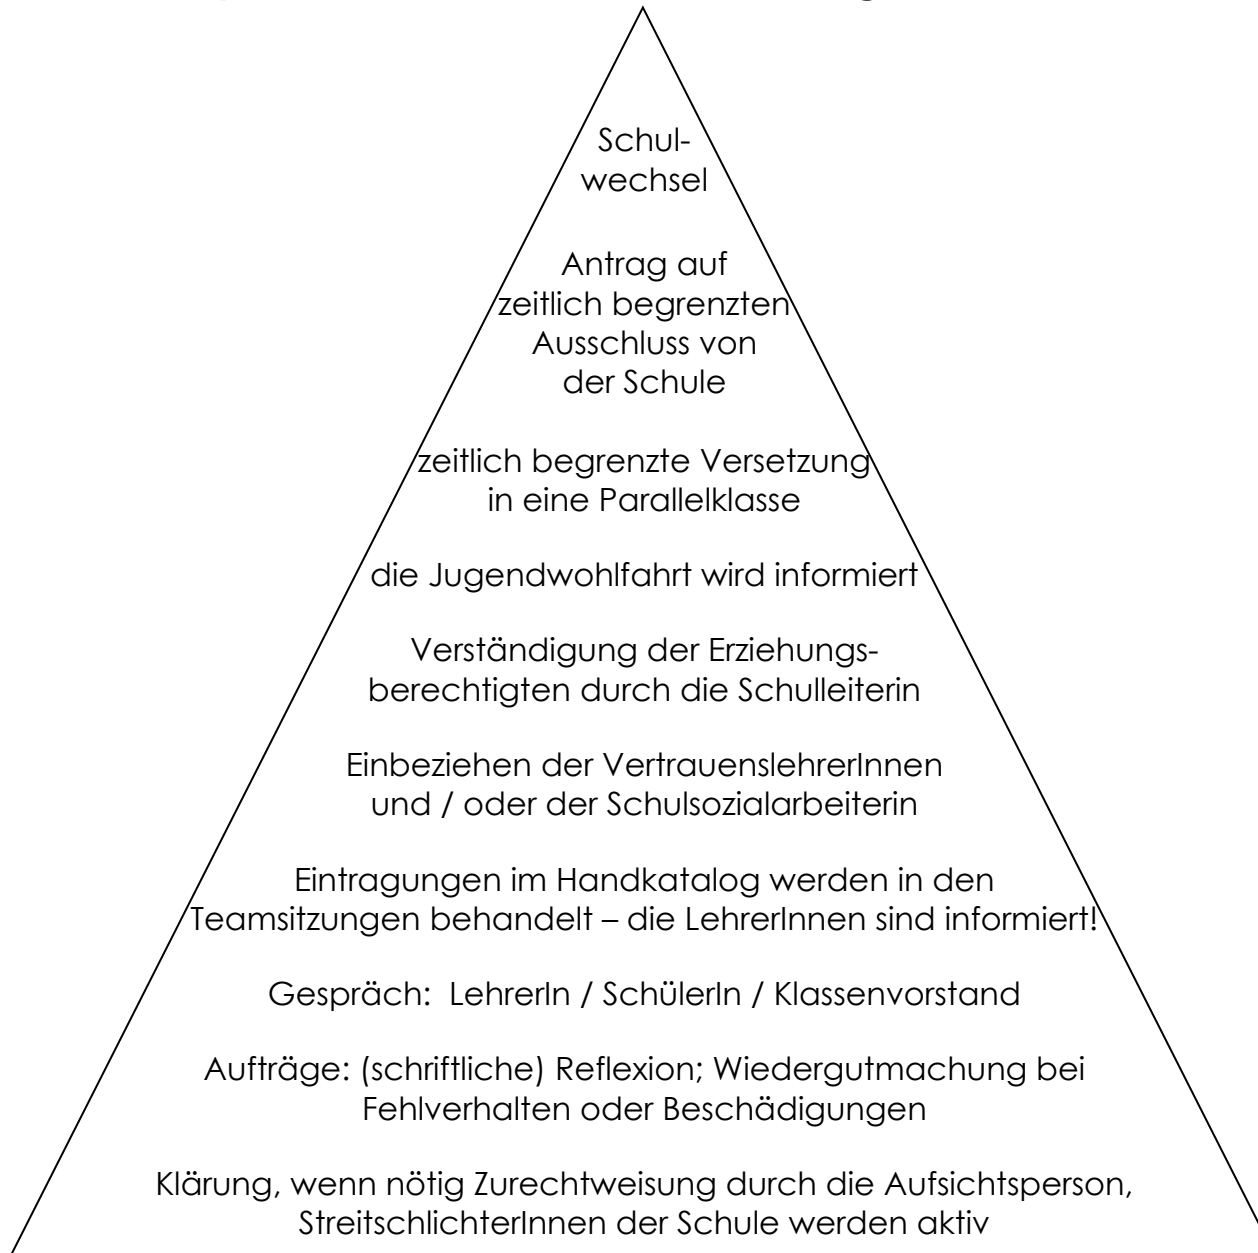 Schul-
wechsel
Antrag auf
zeitlich begrenzten
Ausschluss von
der Schule
zeitlich begrenzte Versetzung
in eine Parallelklasse
die Jugendwohlfahrt wird informiert
Verständigung der Erziehungs-
berechtigten durch die Schulleiterin
Einbeziehen der VertrauenslehrerInnen
und / oder der Schulsozialarbeiterin
Eintragungen im Handkatalog werden in den
Teamsitzungen behandelt – die LehrerInnen sind informiert!
Gespräch:  LehrerIn / SchülerIn / Klassenvorstand
Aufträge: (schriftliche) Reflexion; Wiedergutmachung bei
Fehlverhalten oder Beschädigungen
Klärung, wenn nötig Zurechtweisung durch die Aufsichtsperson,
StreitschlichterInnen der Schule werden aktiv